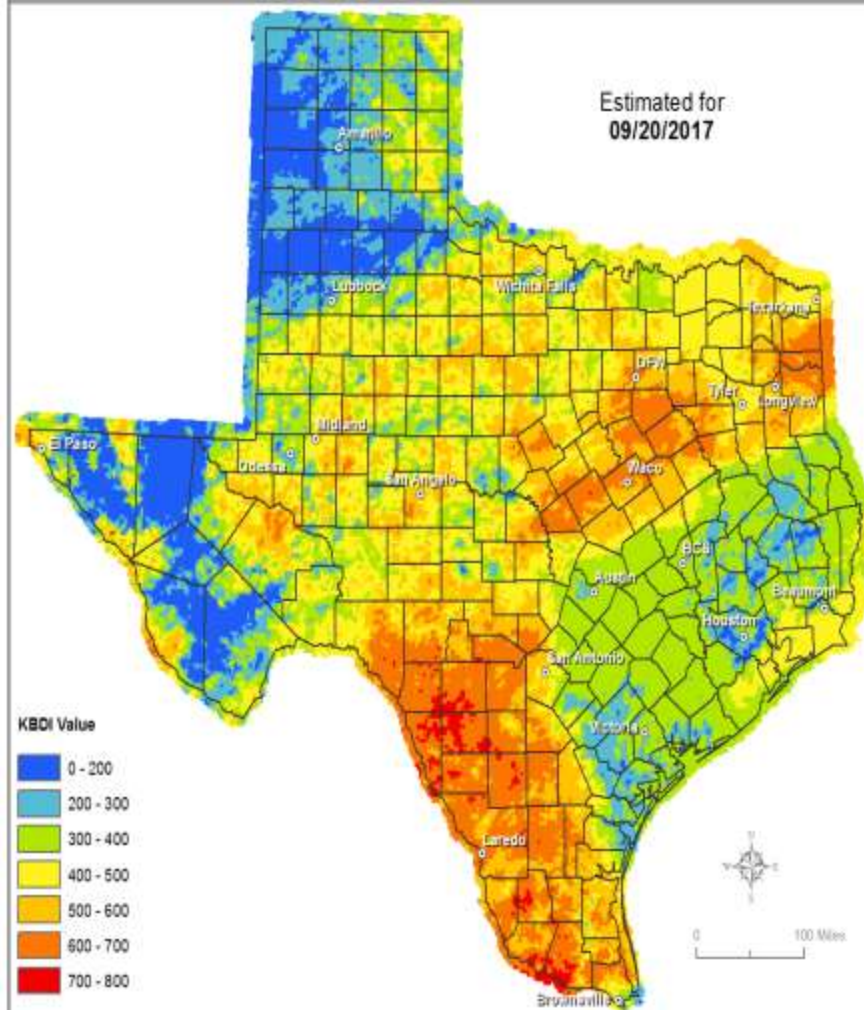 Estimated for
09/20/2017
Amarillo
Lubbock
Wichita Falls
Texarkana
DFW
Tyler
Longview
El Paso
Midland
Odessa
San Angelo
Waco
BCS
Austin
Beaumont
Houston
San Antonio
Victoria
Laredo
Brownsville
KBDI Value
0 - 200
200 - 300
300 - 400
400 - 500
500 - 600
600 - 700
700 - 800
0 100 Miles